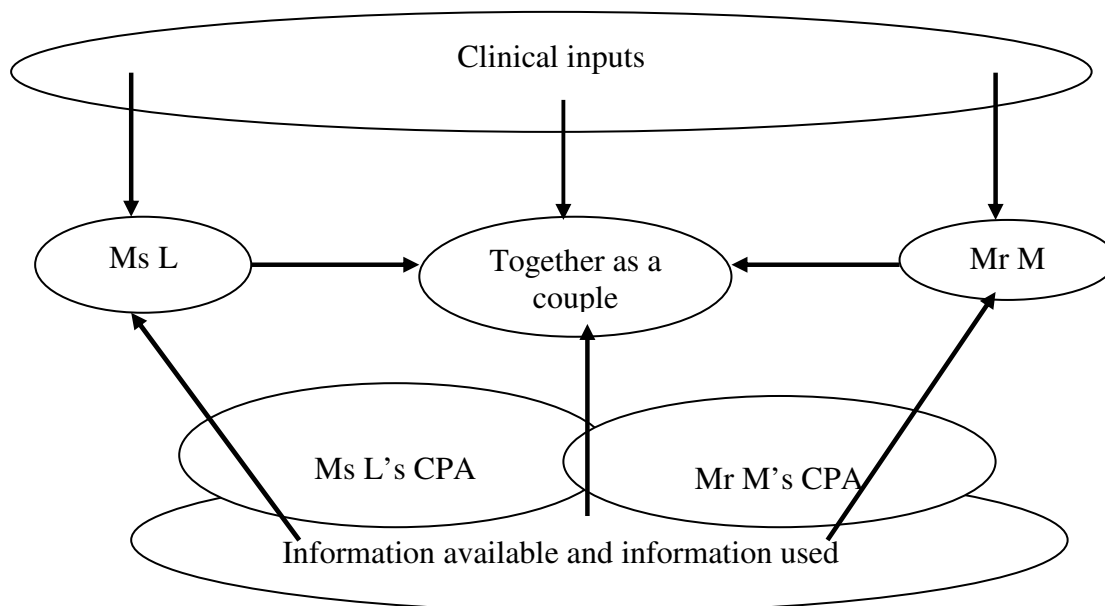 Clinical inputs
Ms L
Together as a
couple
Mr M
Ms L’s CPA
Mr M’s CPA
Information available and information used